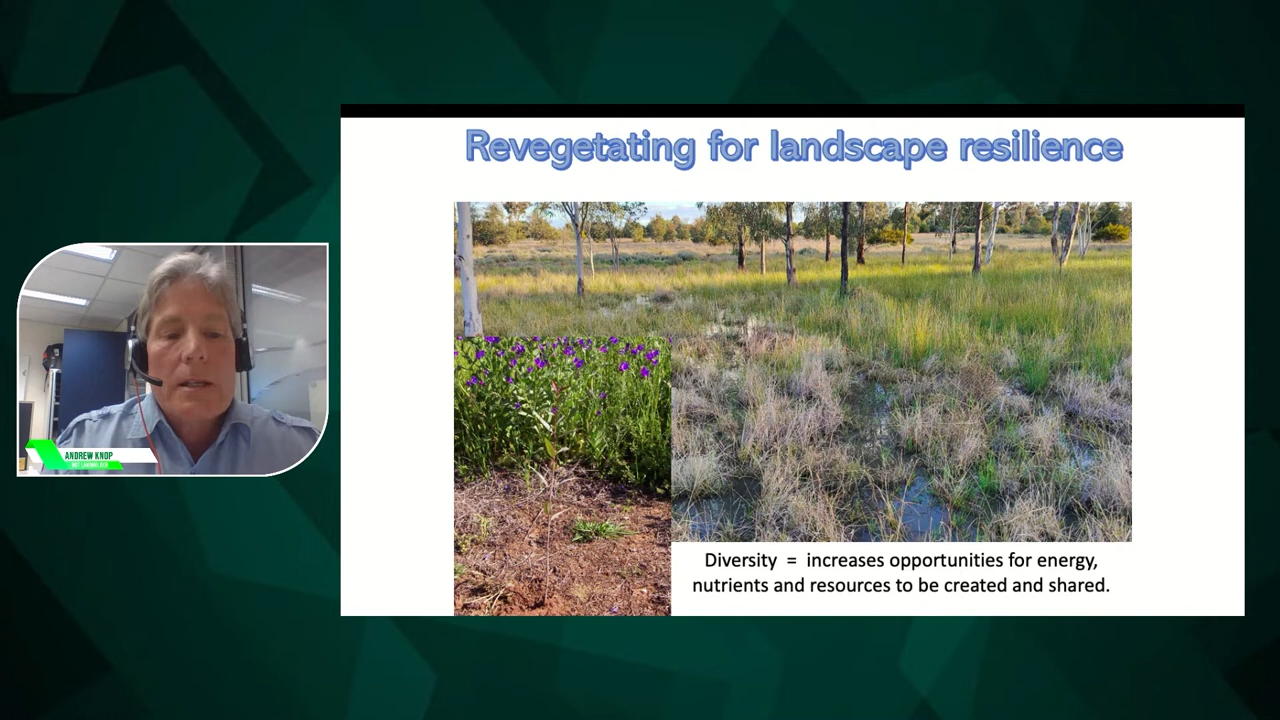 Revegetating for landscape resilience
ANDREW KNOP
Diversity = increases opportunities for energy,
nutrients and resources to be created and shared.